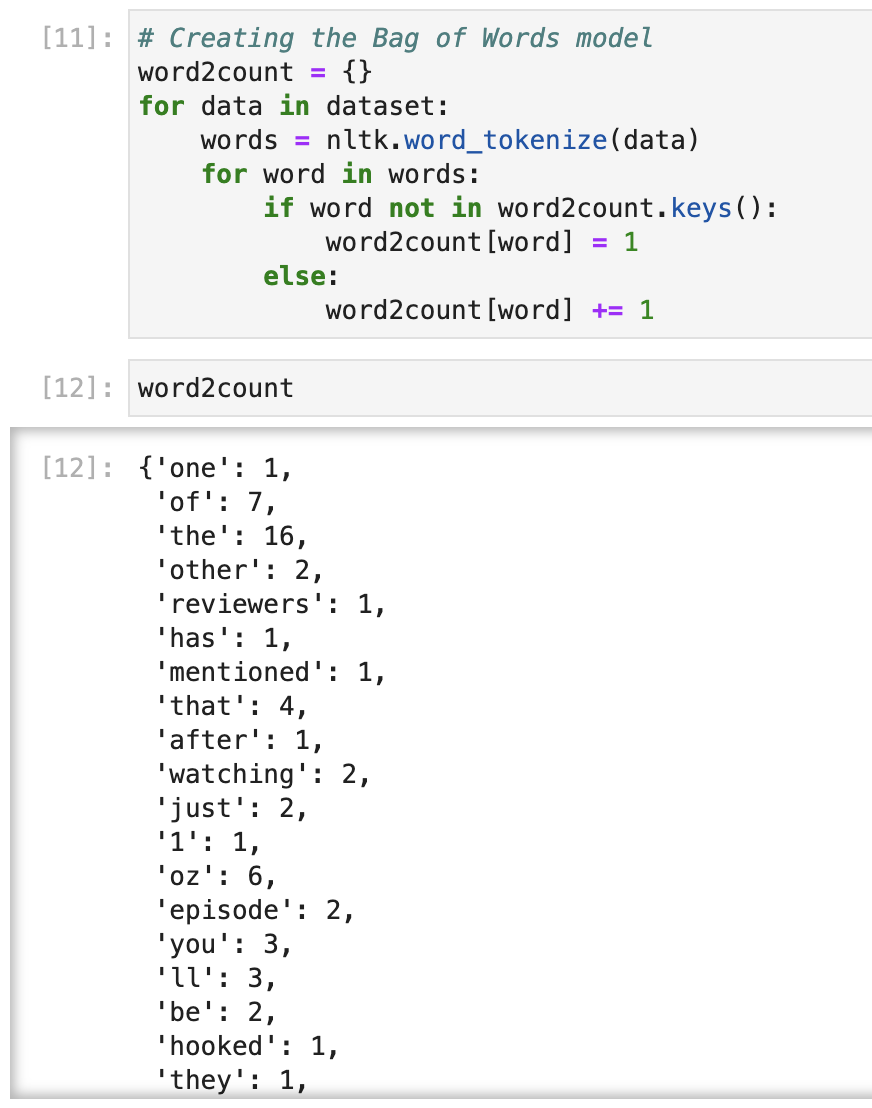 [11]: # Creating the Bag of Words model
word2count = {}
for data in dataset:
    words = nltk.word_tokenize(data)
    for word in words:
        if word not in word2count.keys():
            word2count[word] = 1
        else:
            word2count[word] += 1
[12]: word2count
[12]: {'one': 1,
 'of': 7,
 'the': 16,
 'other': 2,
 'reviewers': 1,
 'has': 1,
 'mentioned': 1,
 'that': 4,
 'after': 1,
 'watching': 2,
 'just': 2,
 '1': 1,
 'oz': 6,
 'episode': 2,
 'you': 3,
 'll': 3,
 'be': 2,
 'hooked': 1,
 'they': 1,